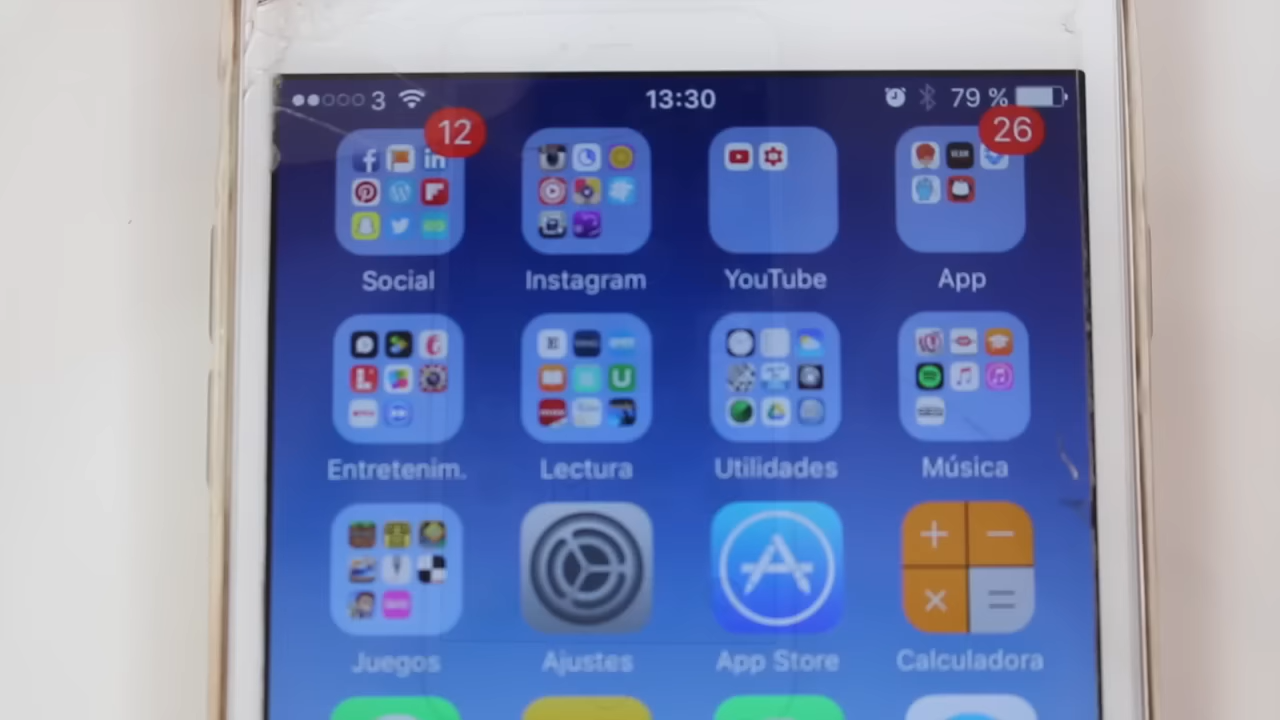 3 13:30 79 %
12 26
Social Instagram YouTube App
Entretenim. Lectura Utilidades Música
Juegos Ajustes App Store Calculadora